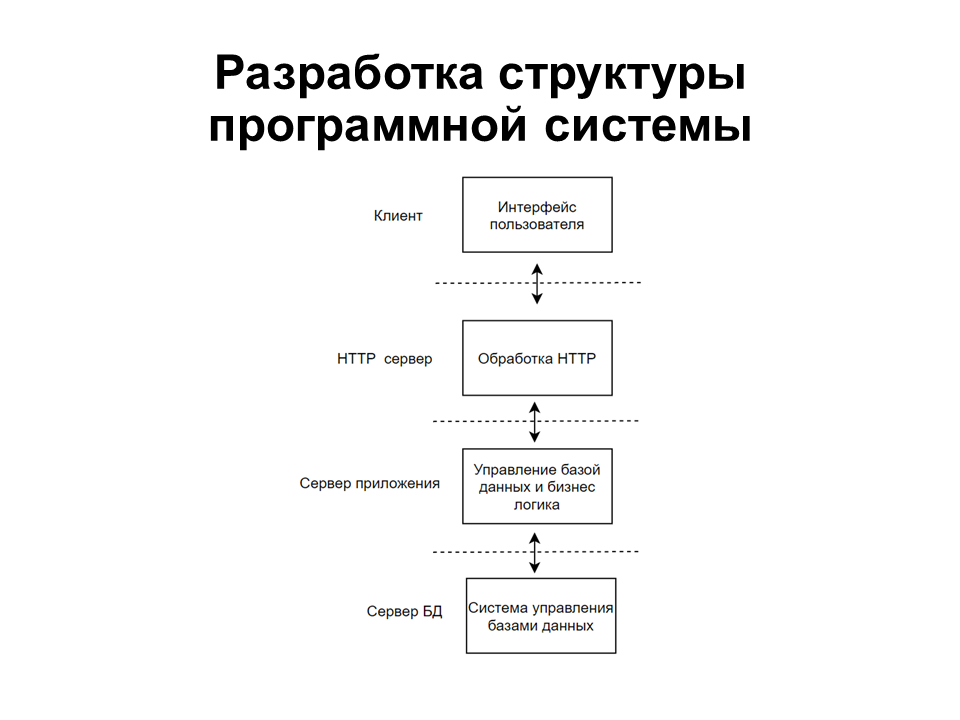 Разработка структуры
программной системы
Клиент
Интерфейс
пользователя
HTTP сервер
Обработка HTTP
Сервер приложения
Управление базой
данных и бизнес
логика
Сервер БД
Система управления
базами данных